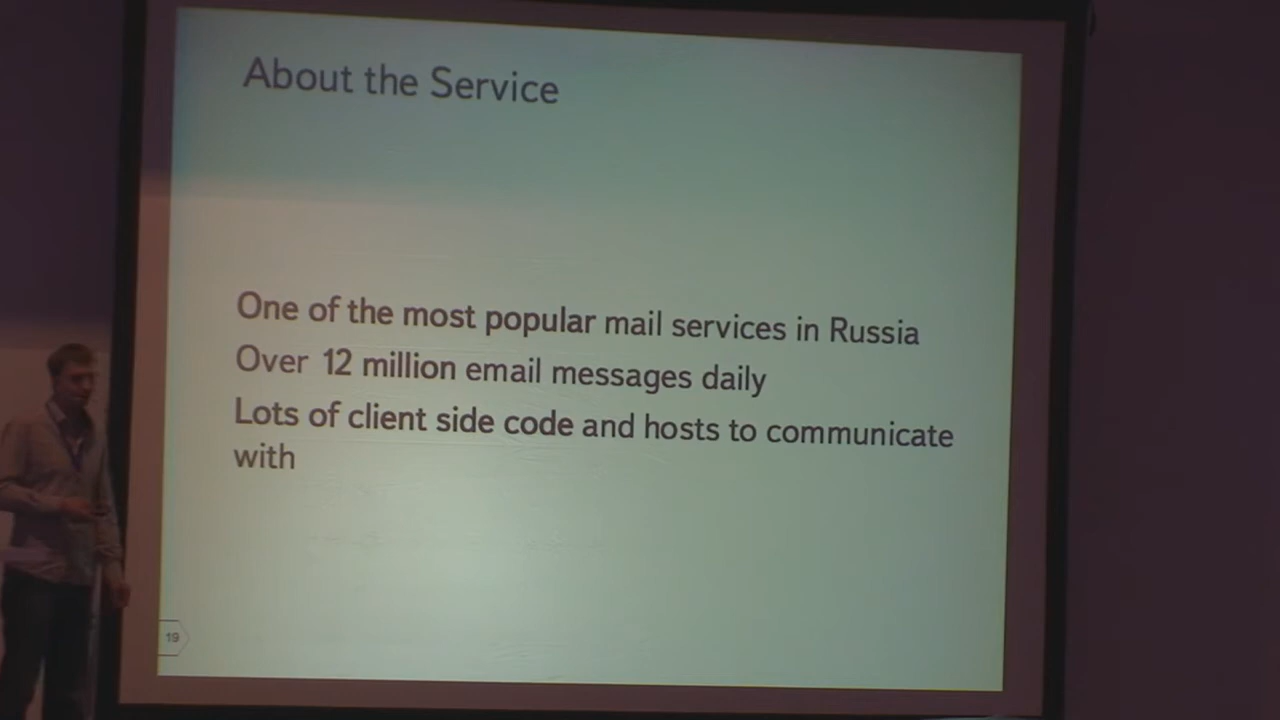 About the Service
One of the most popular mail services in Russia
Over 12 million email messages daily
Lots of client side code and hosts to communicate
with
19